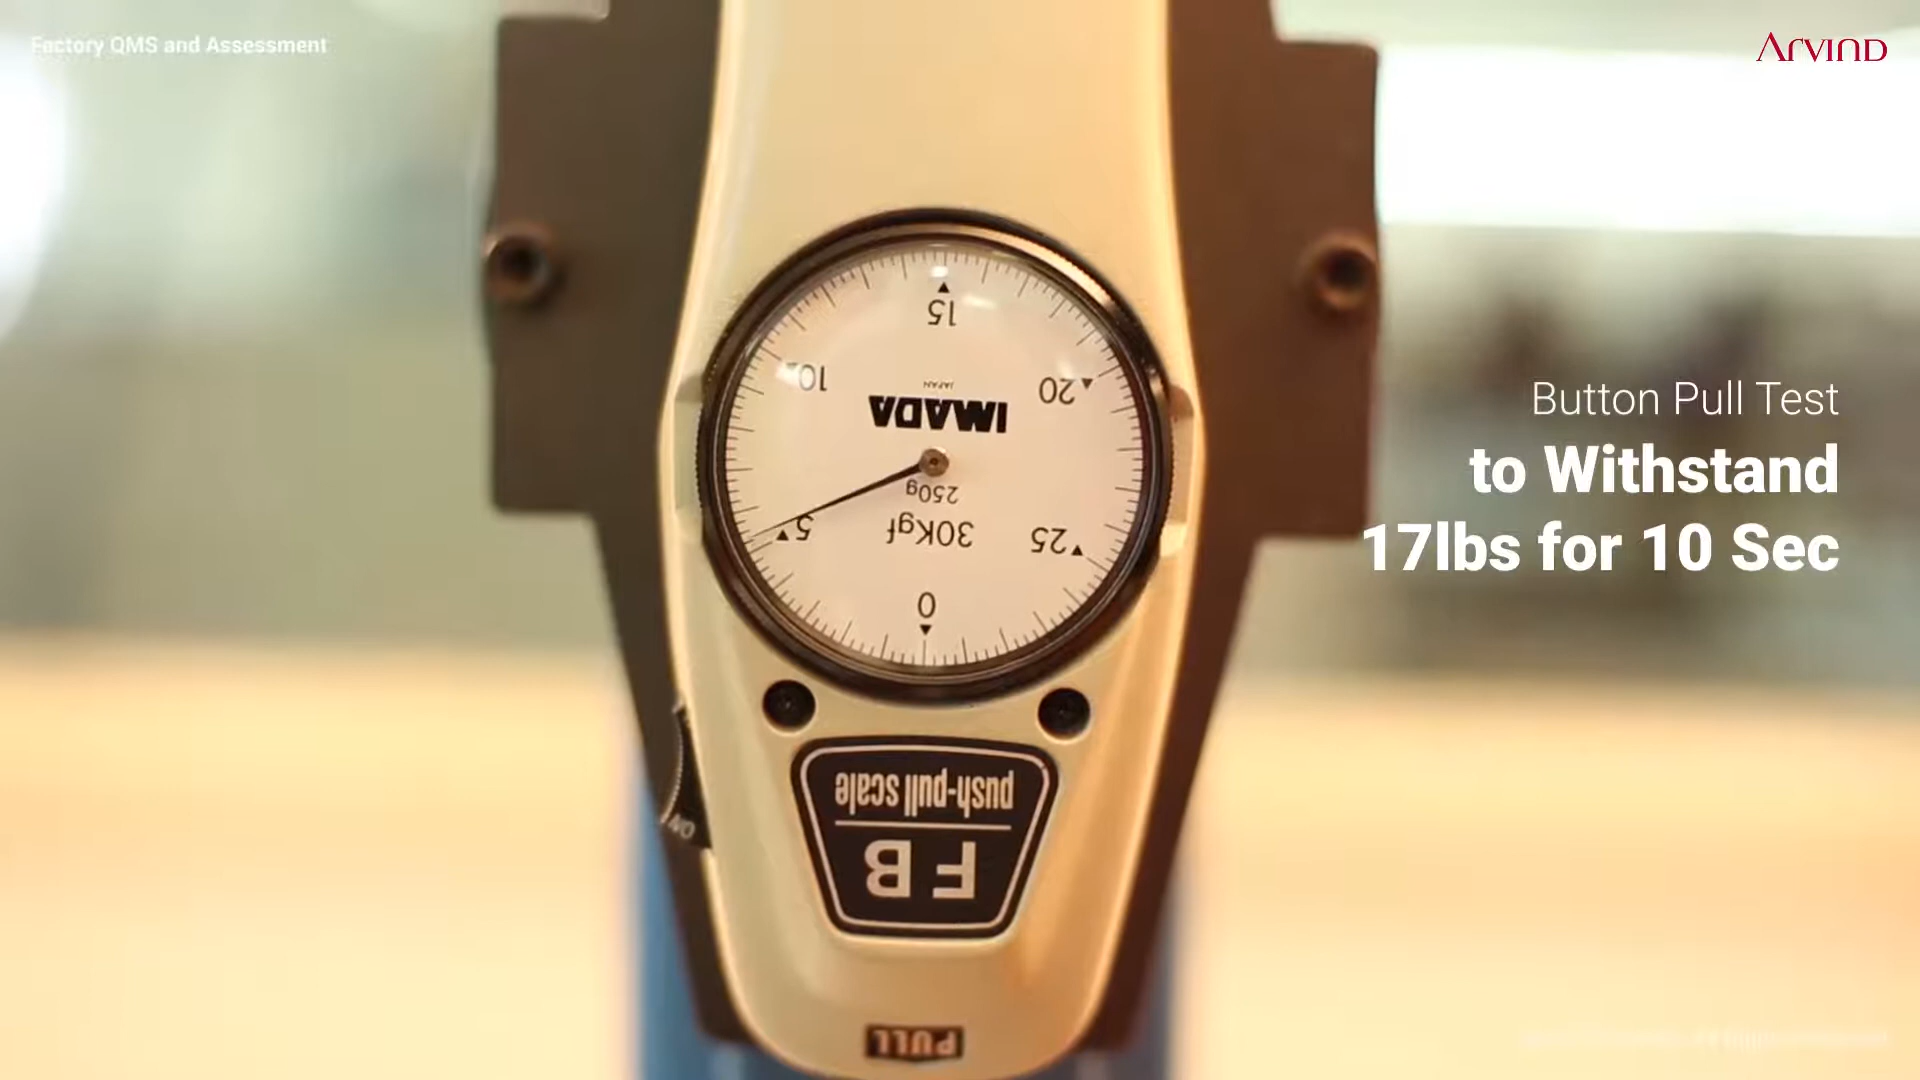 Factory QMS and Assessment
ARVIND
15
10
20
JAPAN
IMADA
250g
30Kgf
5
25
0
push-pull scale
FB
PULL
NO
Button Pull Test
to Withstand
17lbs for 10 Sec